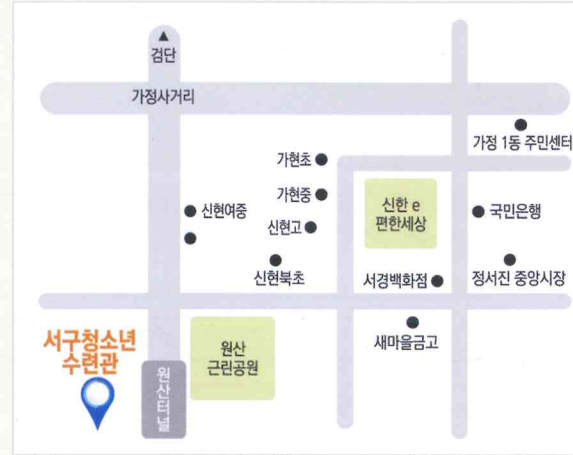 ▲
검단
가정사거리
가정 1동 주민센터
가현초
가현중
신현여중
신현고
신한 e
편한세상
국민은행
신현북초
서경백화점
정서진 중앙시장
새마을금고
서구청소년
수련관
원산
근린공원
원산터널